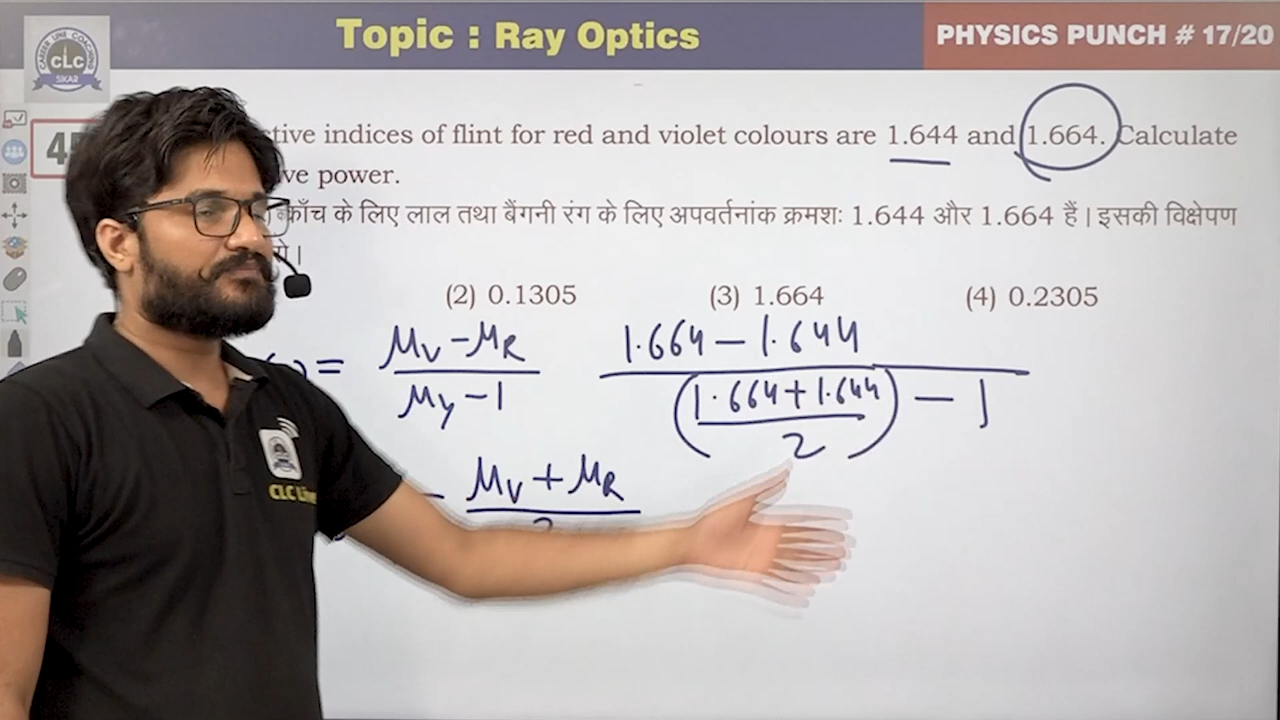 Topic : Ray Optics
PHYSICS PUNCH # 17/20
CAREER LINE COACHING
CLC
SIKAR
indices of flint for red and violet colours are 1.644 and 1.664. Calculate
power.
काँच के लिए लाल तथा बैंगनी रंग के लिए अपवर्तनांक क्रमशः 1.644 और 1.664 हैं। इसकी विक्षेपण
(2) 0.1305 (3) 1.664 (4) 0.2305
= (μV − μR) / (μy − 1) (1.664 − 1.644) / ((1.664 + 1.644) / 2) − 1
μV + μR
2
CLC